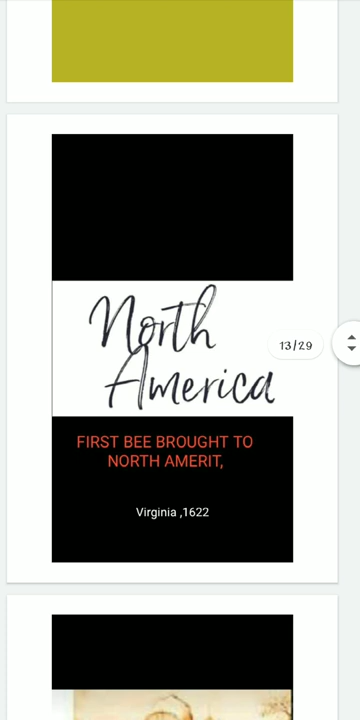 North
America
13/29
FIRST BEE BROUGHT TO
NORTH AMERIT,
Virginia ,1622